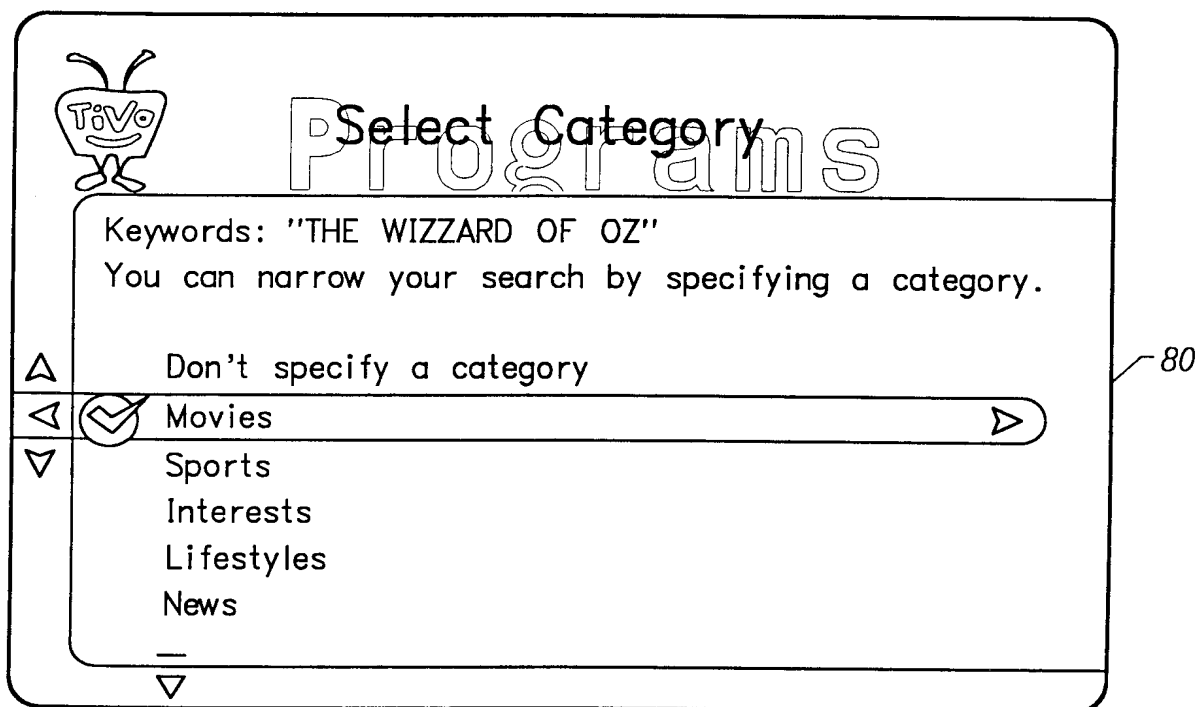 TiVo
Programs
Select Category
Keywords: "THE WIZZARD OF OZ"
You can narrow your search by specifying a category.
Don't specify a category
Movies
Sports
Interests
Lifestyles
News
80